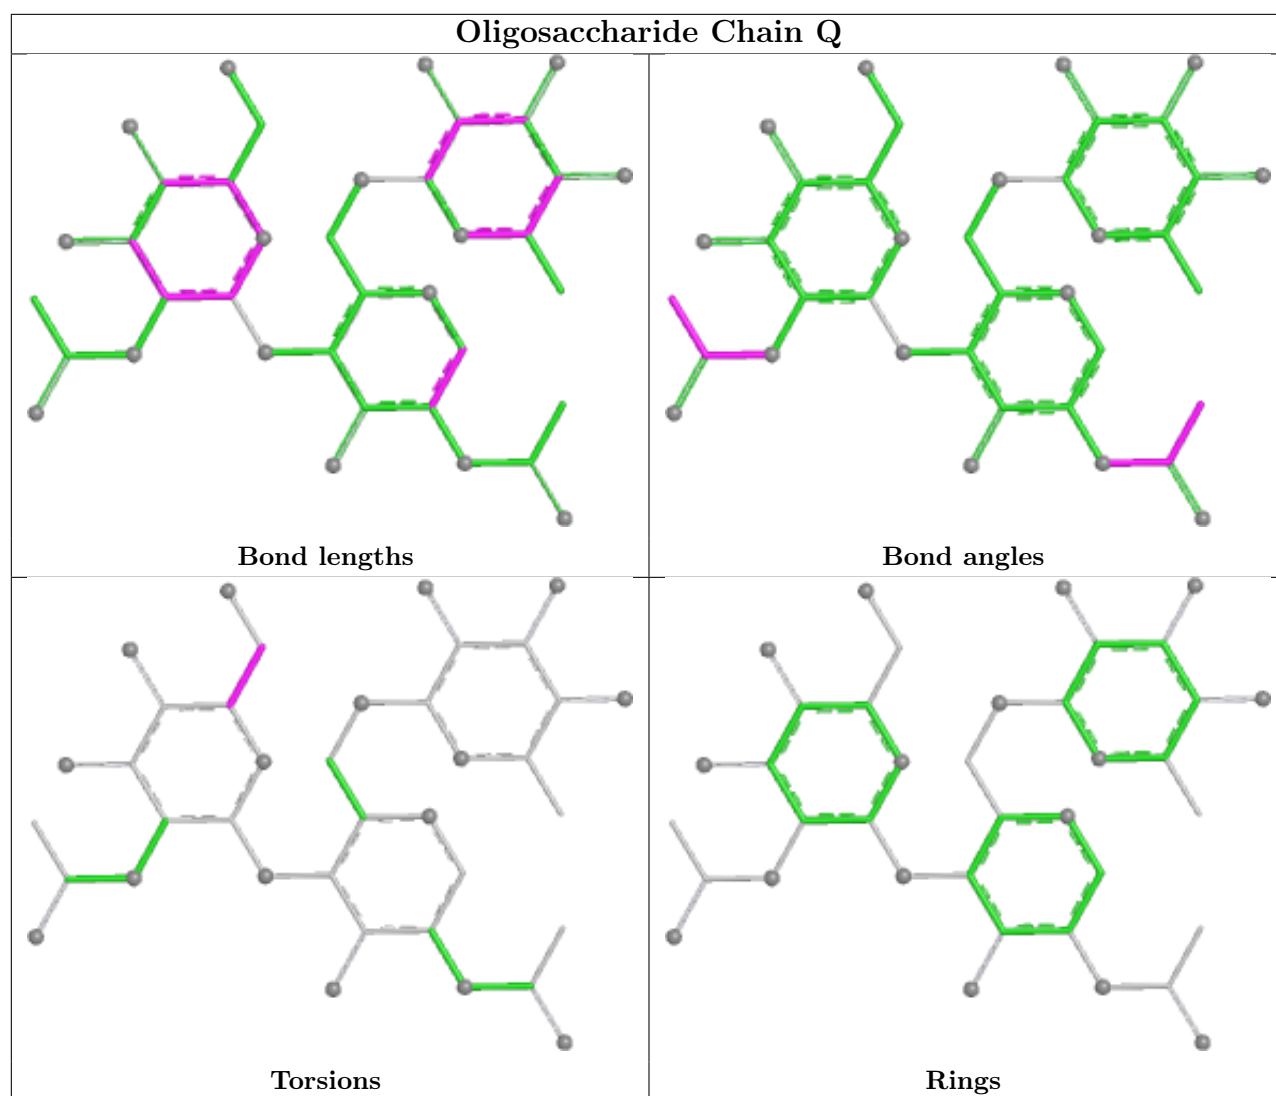 Oligosaccharide Chain Q
Bond lengths
Bond angles
Torsions
Rings